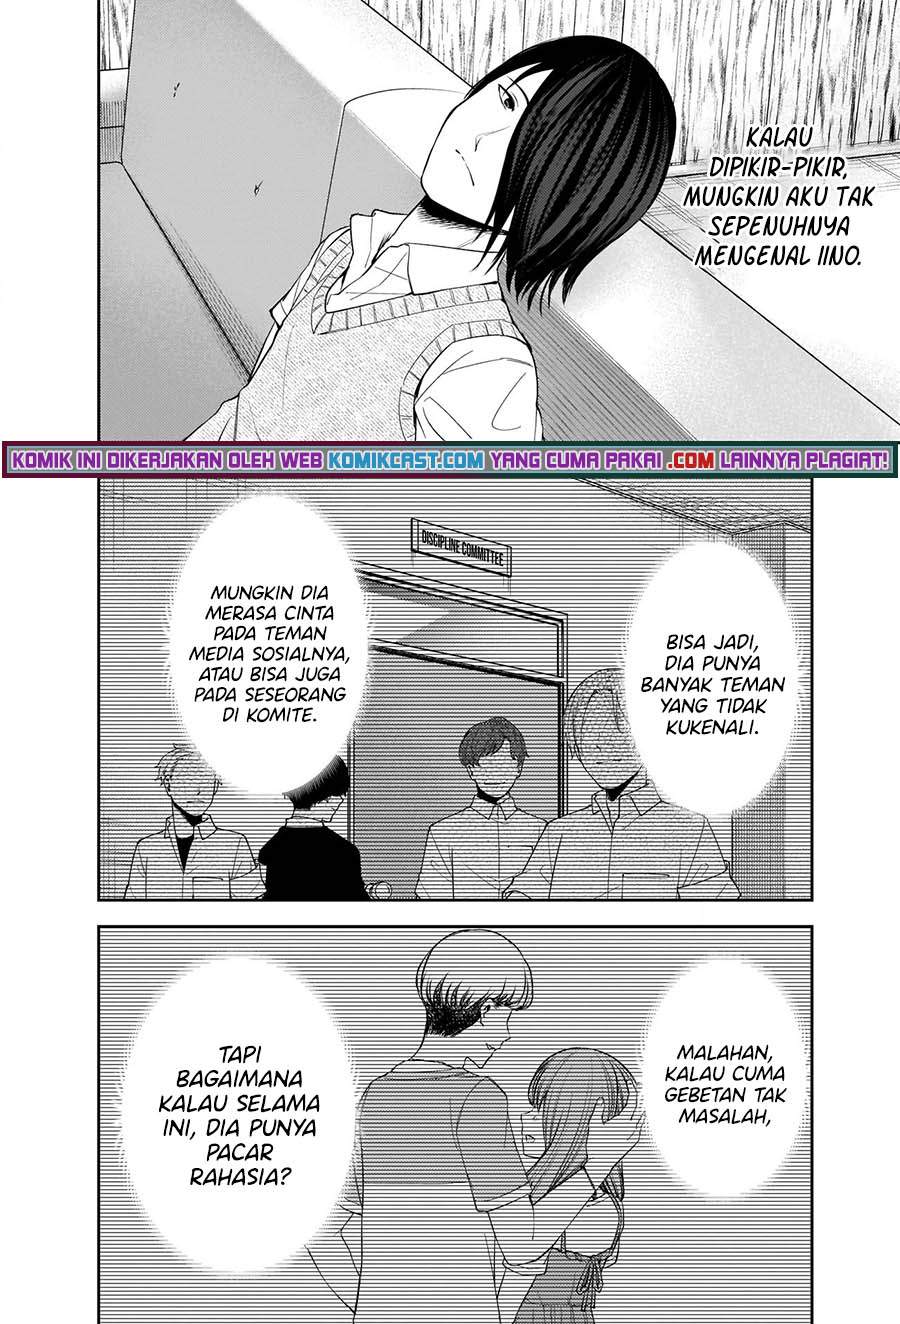 KALAU
DIPIKIR-PIKIR,
MUNGKIN AKU TAK
SEPENUHNYA
MENGENAL IINO.
KOMIK INI DIKERJAKAN OLEH WEB KOMIKCAST.COM YANG CUMA PAKAI .COM LAINNYA PLAGIAT!
DISCIPLINE COMMITTEE
BISA JADI,
DIA PUNYA
BANYAK TEMAN
YANG TIDAK
KUKENALI.
MUNGKIN DIA
MERASA CINTA
PADA TEMAN
MEDIA SOSIALNYA,
ATAU BISA JUGA
PADA SESEORANG
DI KOMITE.
MALAHAN,
KALAU CUMA
GEBETAN TAK
MASALAH,
TAPI
BAGAIMANA
KALAU SELAMA
INI, DIA PUNYA
PACAR
RAHASIA?